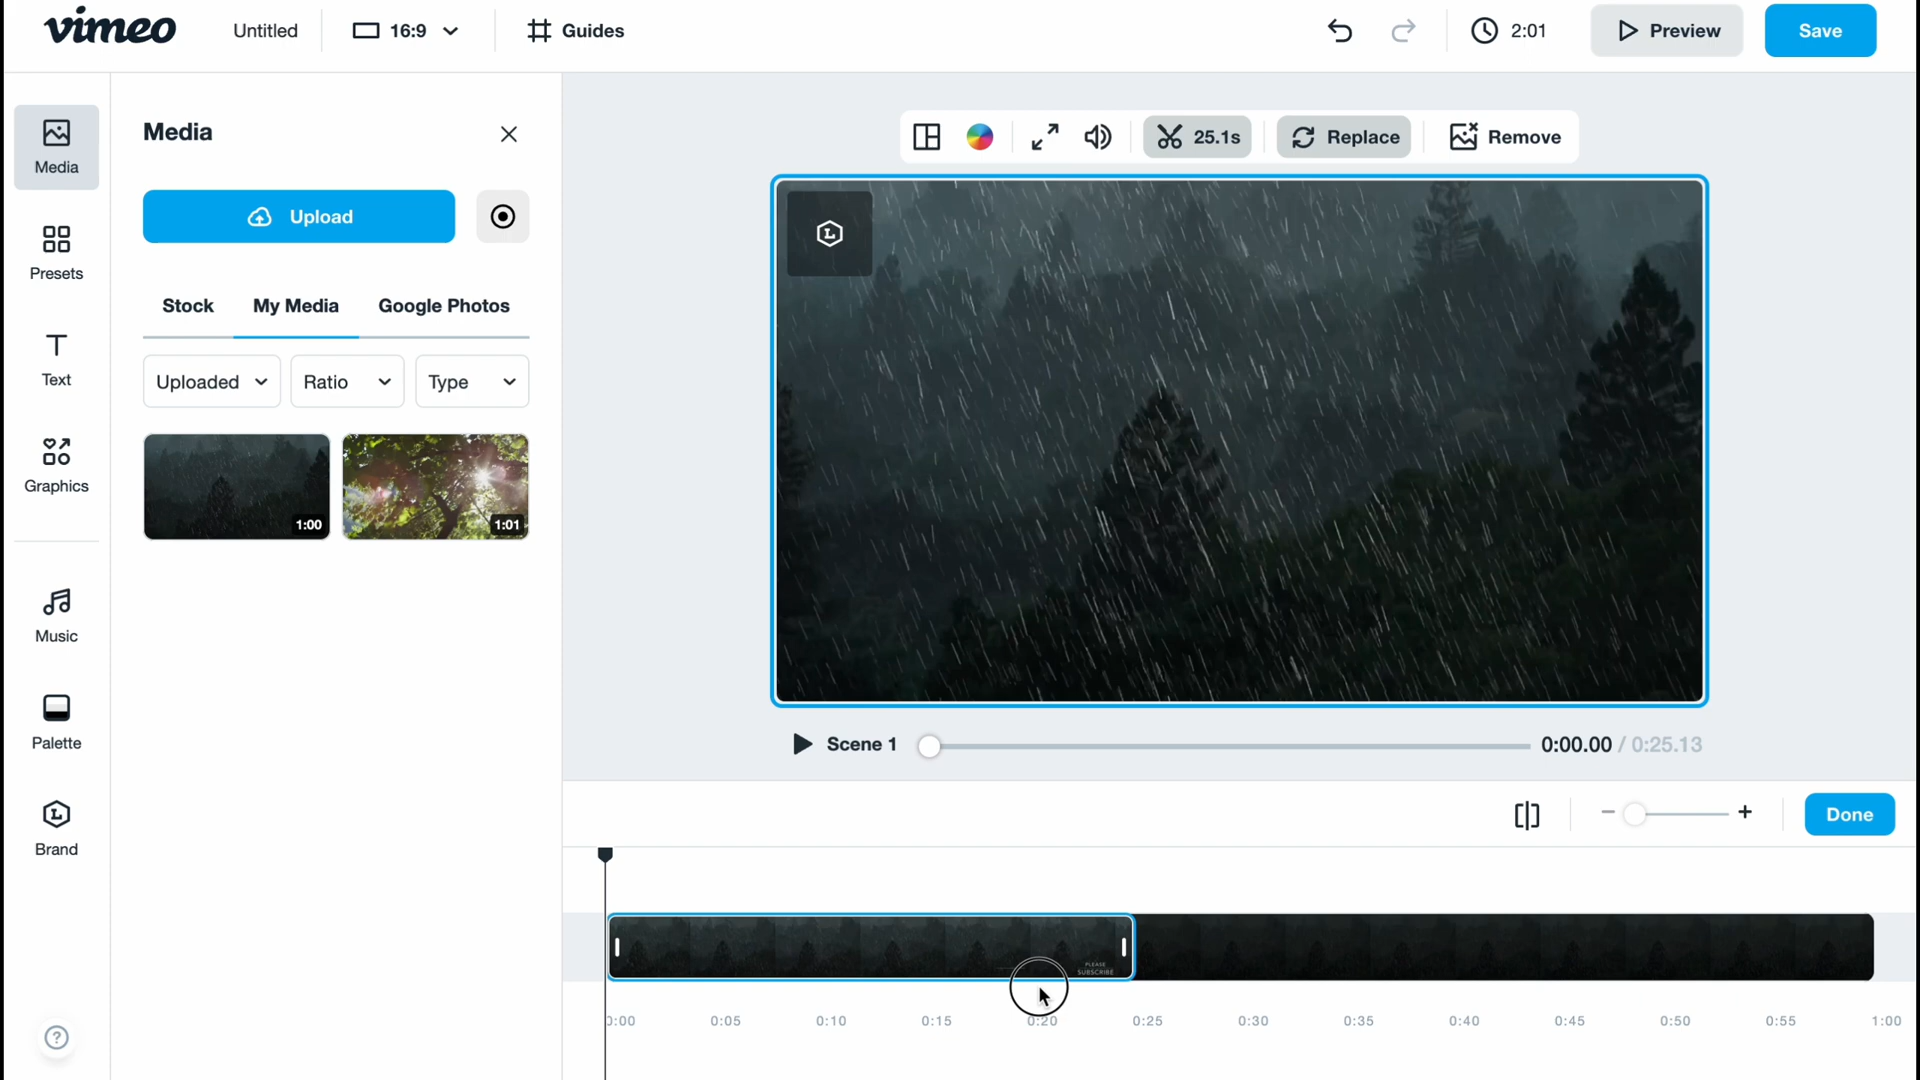 vimeo
Untitled
16:9
Guides
2:01
Preview
Save
Media
Presets
Text
Graphics
Music
Palette
Brand
Media
Upload
Stock
My Media
Google Photos
Uploaded
Ratio
Type
1:00
1:01
25.1s
Replace
Remove
L
Scene 1
0:00.00 / 0:25.13
Done
PLEASE
SUBSCRIBE
0:00
0:05
0:10
0:15
0:20
0:25
0:30
0:35
0:40
0:45
0:50
0:55
1:00